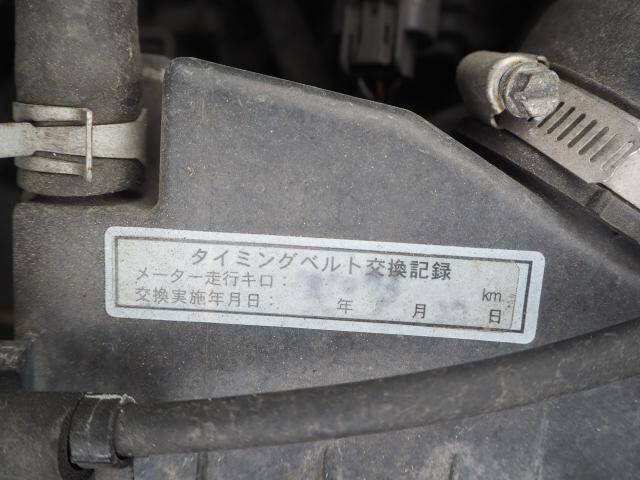 タイミングベルト交換記録
メーター走行キロ： km
交換実施年月日： 年 月 日